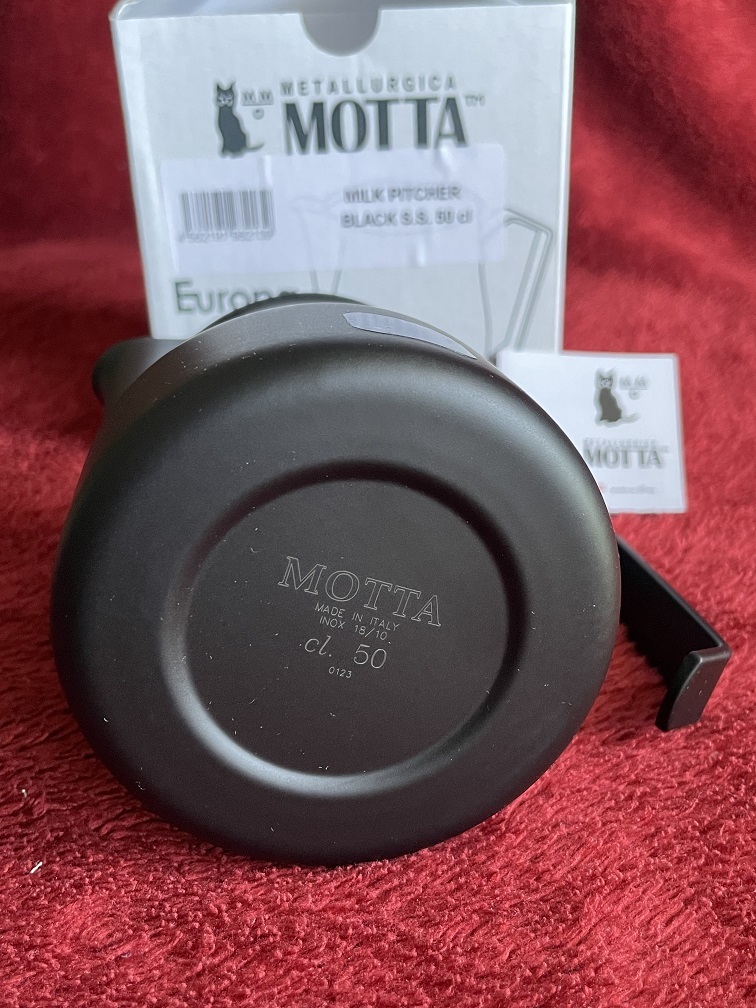 METALLURGICA
MOTTA™
MILK PITCHER
BLACK S.S. 50 cl
Europa
METALLURGICA
MOTTA
MOTTA
MADE IN ITALY
INOX 18/10
cl. 50
0123